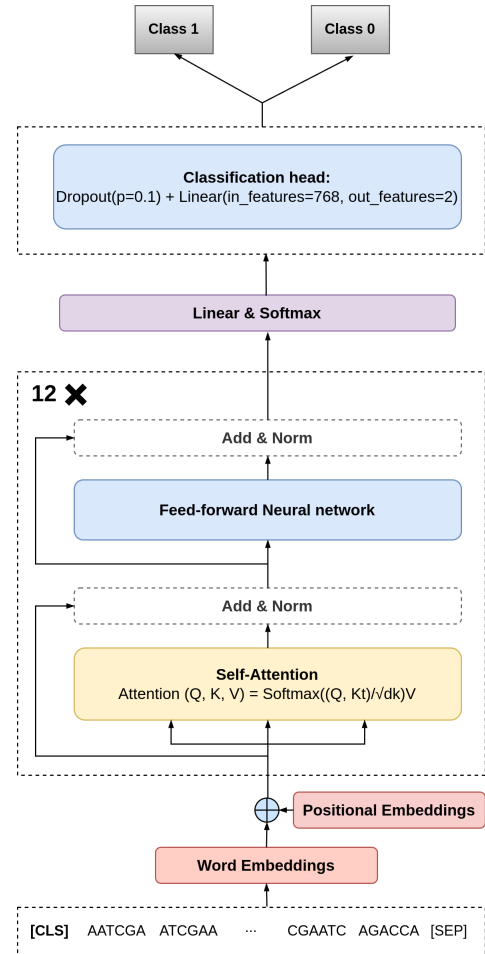 Class 1 Class 0
Classification head:
Dropout(p=0.1) + Linear(in_features=768, out_features=2)
Linear & Softmax
12 ✖
Add & Norm
Feed-forward Neural network
Add & Norm
Self-Attention
Attention (Q, K, V) = Softmax((Q, Kt)/√dk)V
Positional Embeddings
Word Embeddings
[CLS] AATCGA ATCGAA ... CGAATC AGACCA [SEP]